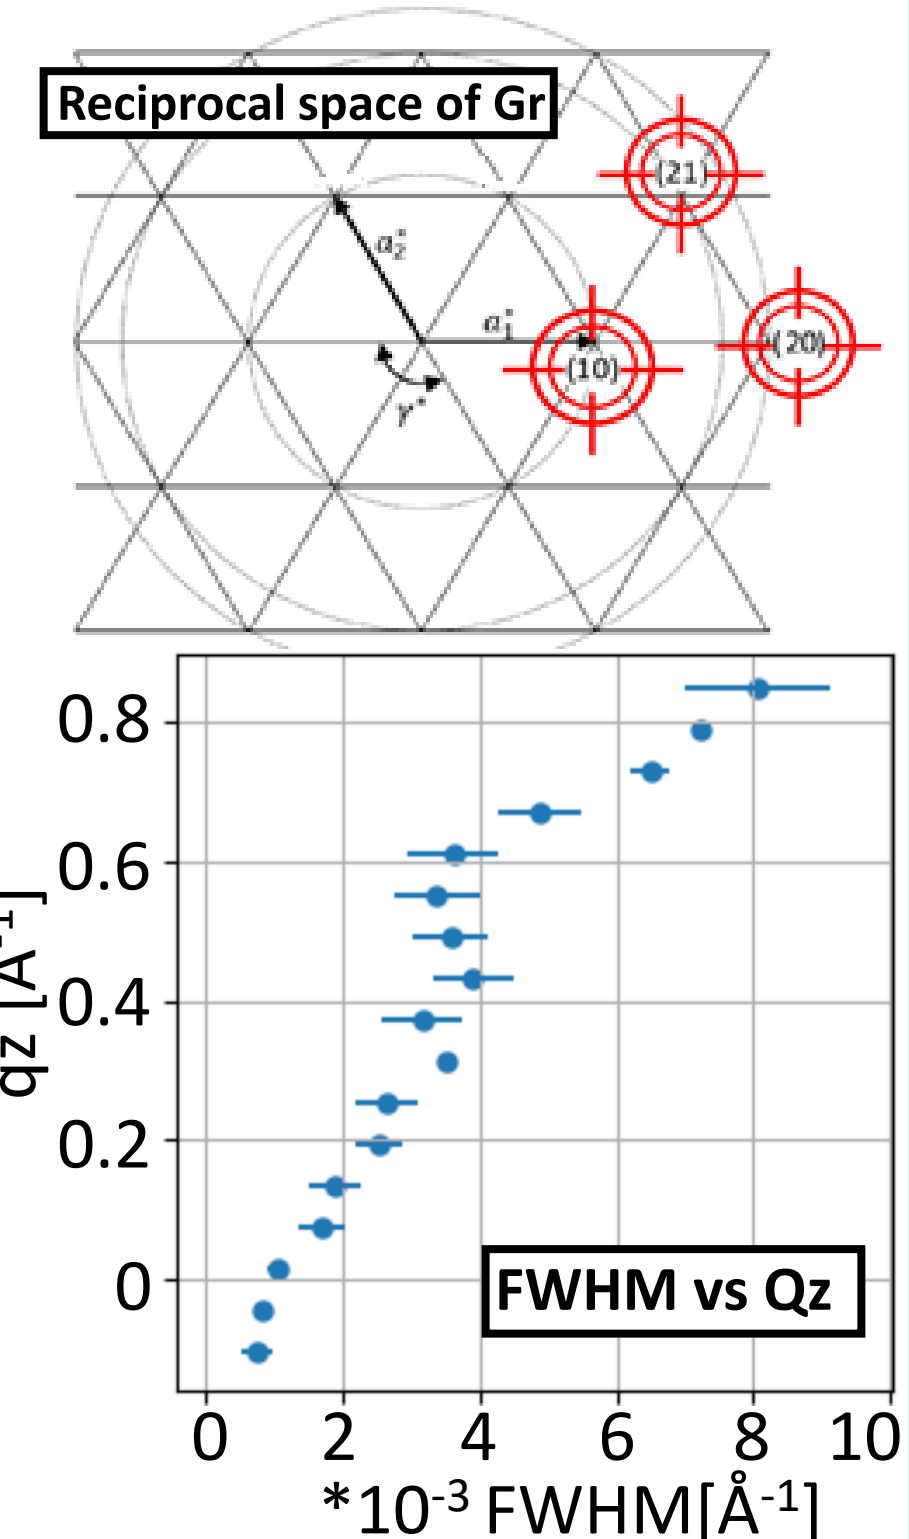 Reciprocal space of Gr
(21)
a₂*
a₁*
(20)
(10)
γ*
0.8
0.6
0.4
0.2
0
qz [A⁻¹]
FWHM vs Qz
0 2 4 6 8 10
*10⁻³ FWHM[Å⁻¹]